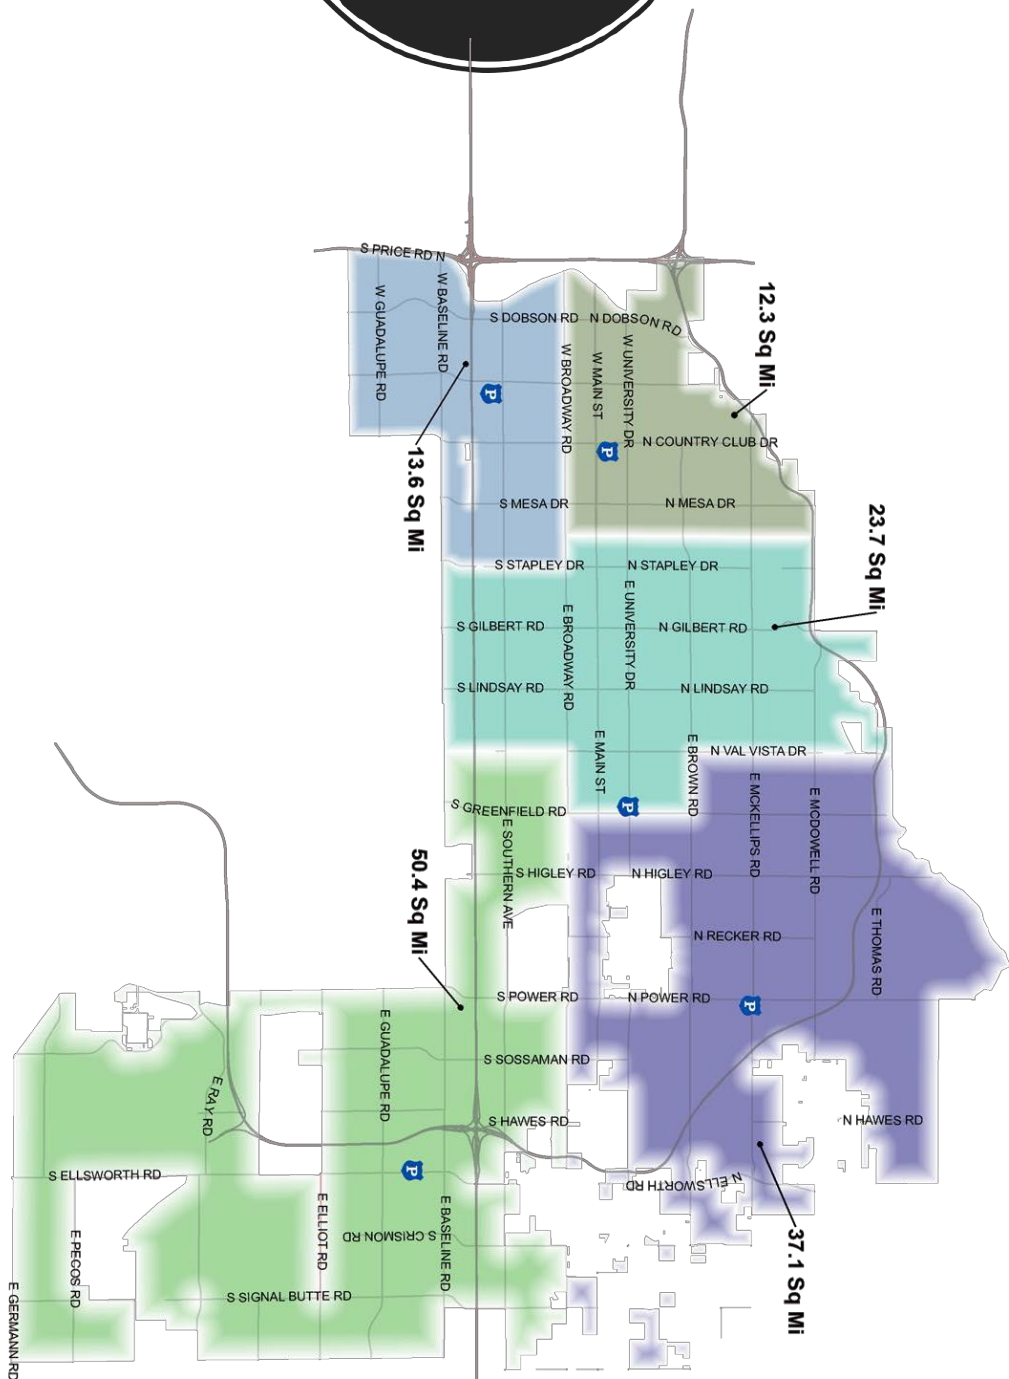 S PRICE RD N
W GUADALUPE RD
W BASELINE RD
S DOBSON RD
N DOBSON RD
12.3 Sq Mi
W BROADWAY RD
W MAIN ST
W UNIVERSITY DR
P
P
N COUNTRY CLUB DR
13.6 Sq Mi
S MESA DR
N MESA DR
23.7 Sq Mi
S STAPLEY DR
N STAPLEY DR
E BROADWAY RD
E UNIVERSITY DR
S GILBERT RD
N GILBERT RD
S LINDSAY RD
N LINDSAY RD
E MAIN ST
E BROWN RD
N VAL VISTA DR
S GREENFIELD RD
P
E MCKELLIPS RD
E MCDOWELL RD
E SOUTHERN AVE
50.4 Sq Mi
S HIGLEY RD
N HIGLEY RD
N RECKER RD
E THOMAS RD
S POWER RD
N POWER RD
P
E GUADALUPE RD
S SOSSAMAN RD
E RAY RD
S HAWES RD
N HAWES RD
S ELLSWORTH RD
P
N ELLSWORTH RD
E PECOS RD
E ELLIOT RD
S CRISMON RD
E BASELINE RD
37.1 Sq Mi
S SIGNAL BUTTE RD
E GERMANN RD